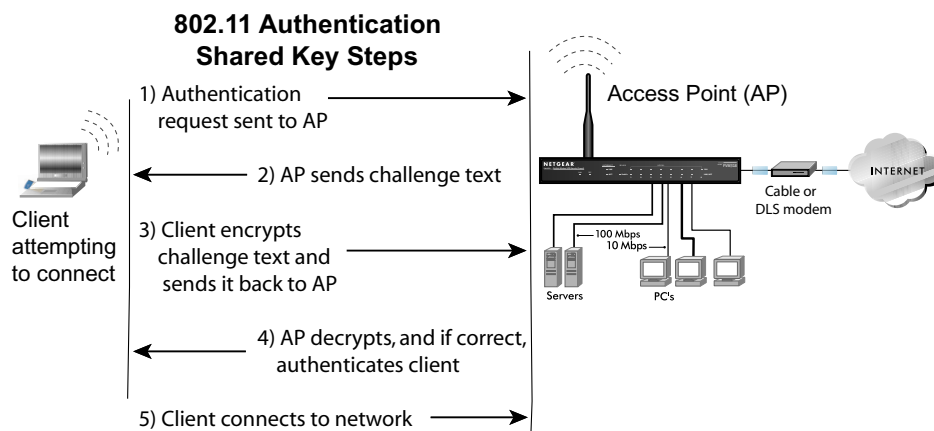 802.11 Authentication
Shared Key Steps
1) Authentication
request sent to AP
Access Point (AP)
NETGEAR
2) AP sends challenge text
INTERNET
Cable or
DLS modem
Client
attempting
to connect
3) Client encrypts
challenge text and
sends it back to AP
100 Mbps
10 Mbps
Servers
PC's
4) AP decrypts, and if correct,
authenticates client
5) Client connects to network